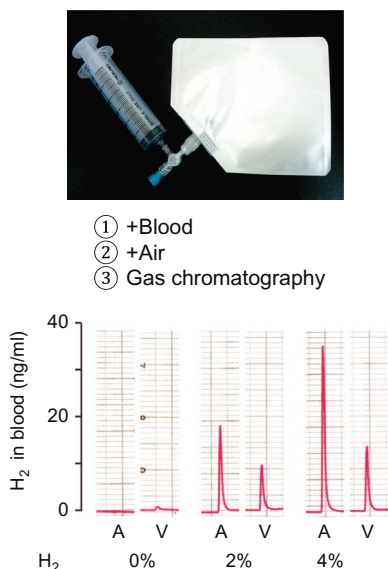 ① +Blood
② +Air
③ Gas chromatography
40
20
0
H₂ in blood (ng/ml)
A V A V A V
H₂ 0% 2% 4%